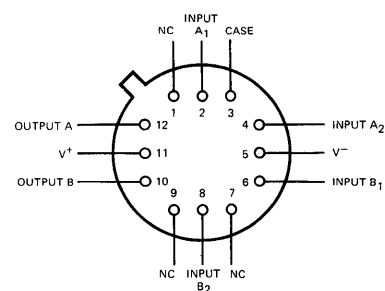 NC
INPUT
A1
CASE
1
2
3
OUTPUT A
12
4
INPUT A2
V+
11
5
V−
OUTPUT B
10
6
INPUT B1
9
8
7
NC
INPUT
B2
NC